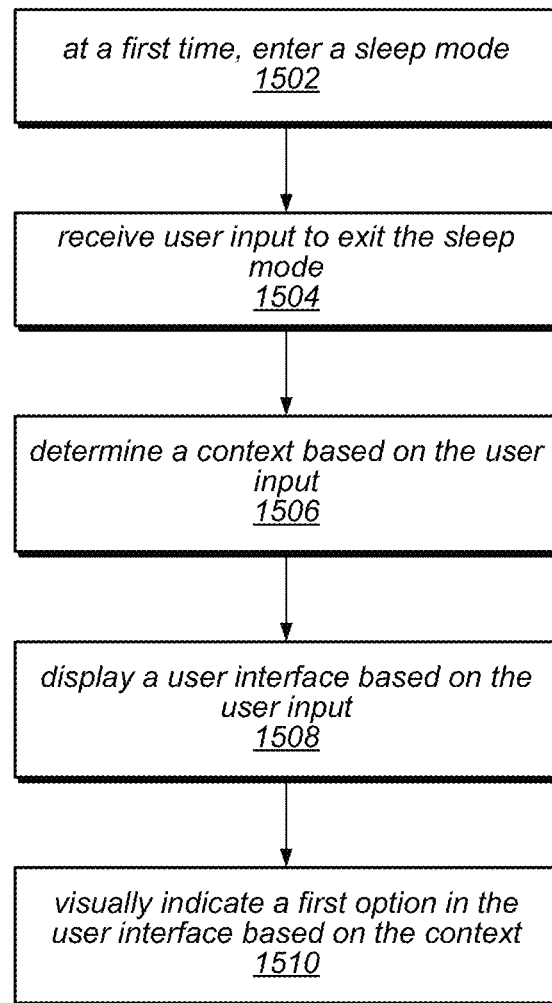 at a first time, enter a sleep mode
1502
receive user input to exit the sleep
mode
1504
determine a context based on the user
input
1506
display a user interface based on the
user input
1508
visually indicate a first option in the
user interface based on the context
1510